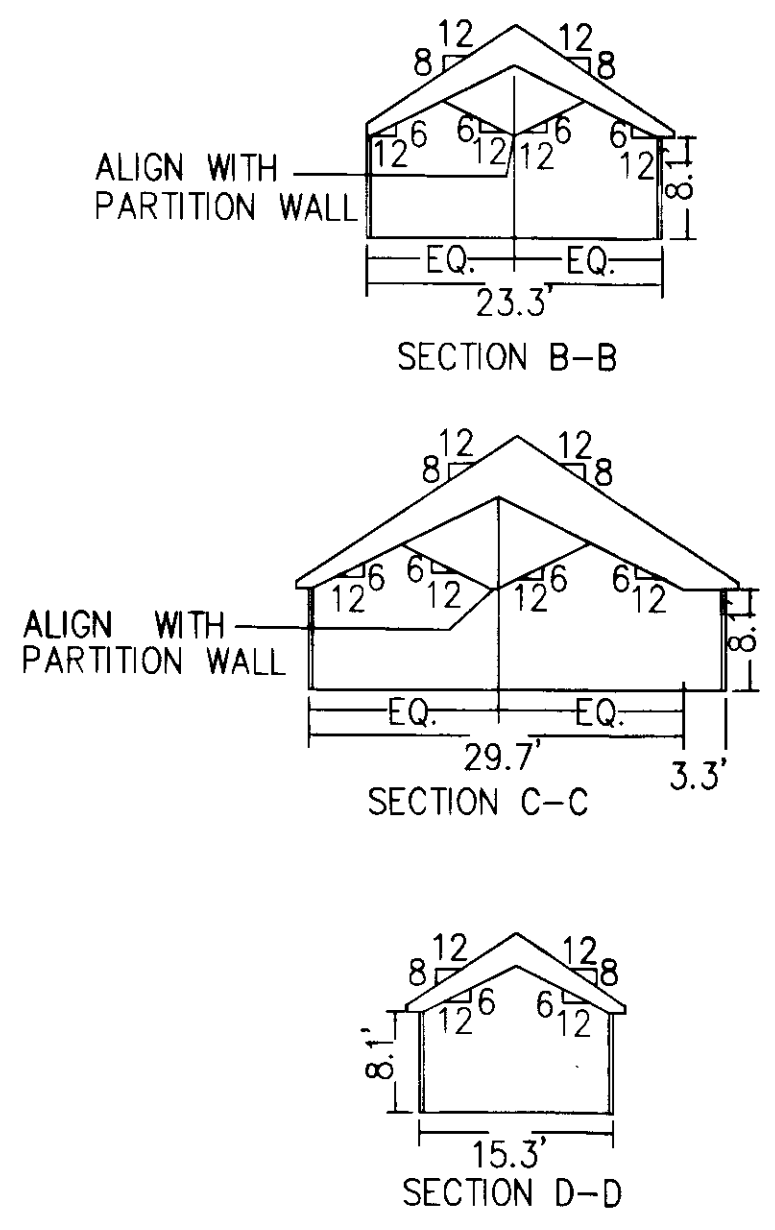 12 12
8 8
6 6 6 6
12 12 12 12
ALIGN WITH
PARTITION WALL
8.1'
EQ. EQ.
23.3'
SECTION B-B
12 12
8 8
6 6 6 6
12 12 12 12
ALIGN WITH
PARTITION WALL
8.1'
EQ. EQ.
29.7'
3.3'
SECTION C-C
12 12
8 8
6 6
12 12
8.1'
15.3'
SECTION D-D